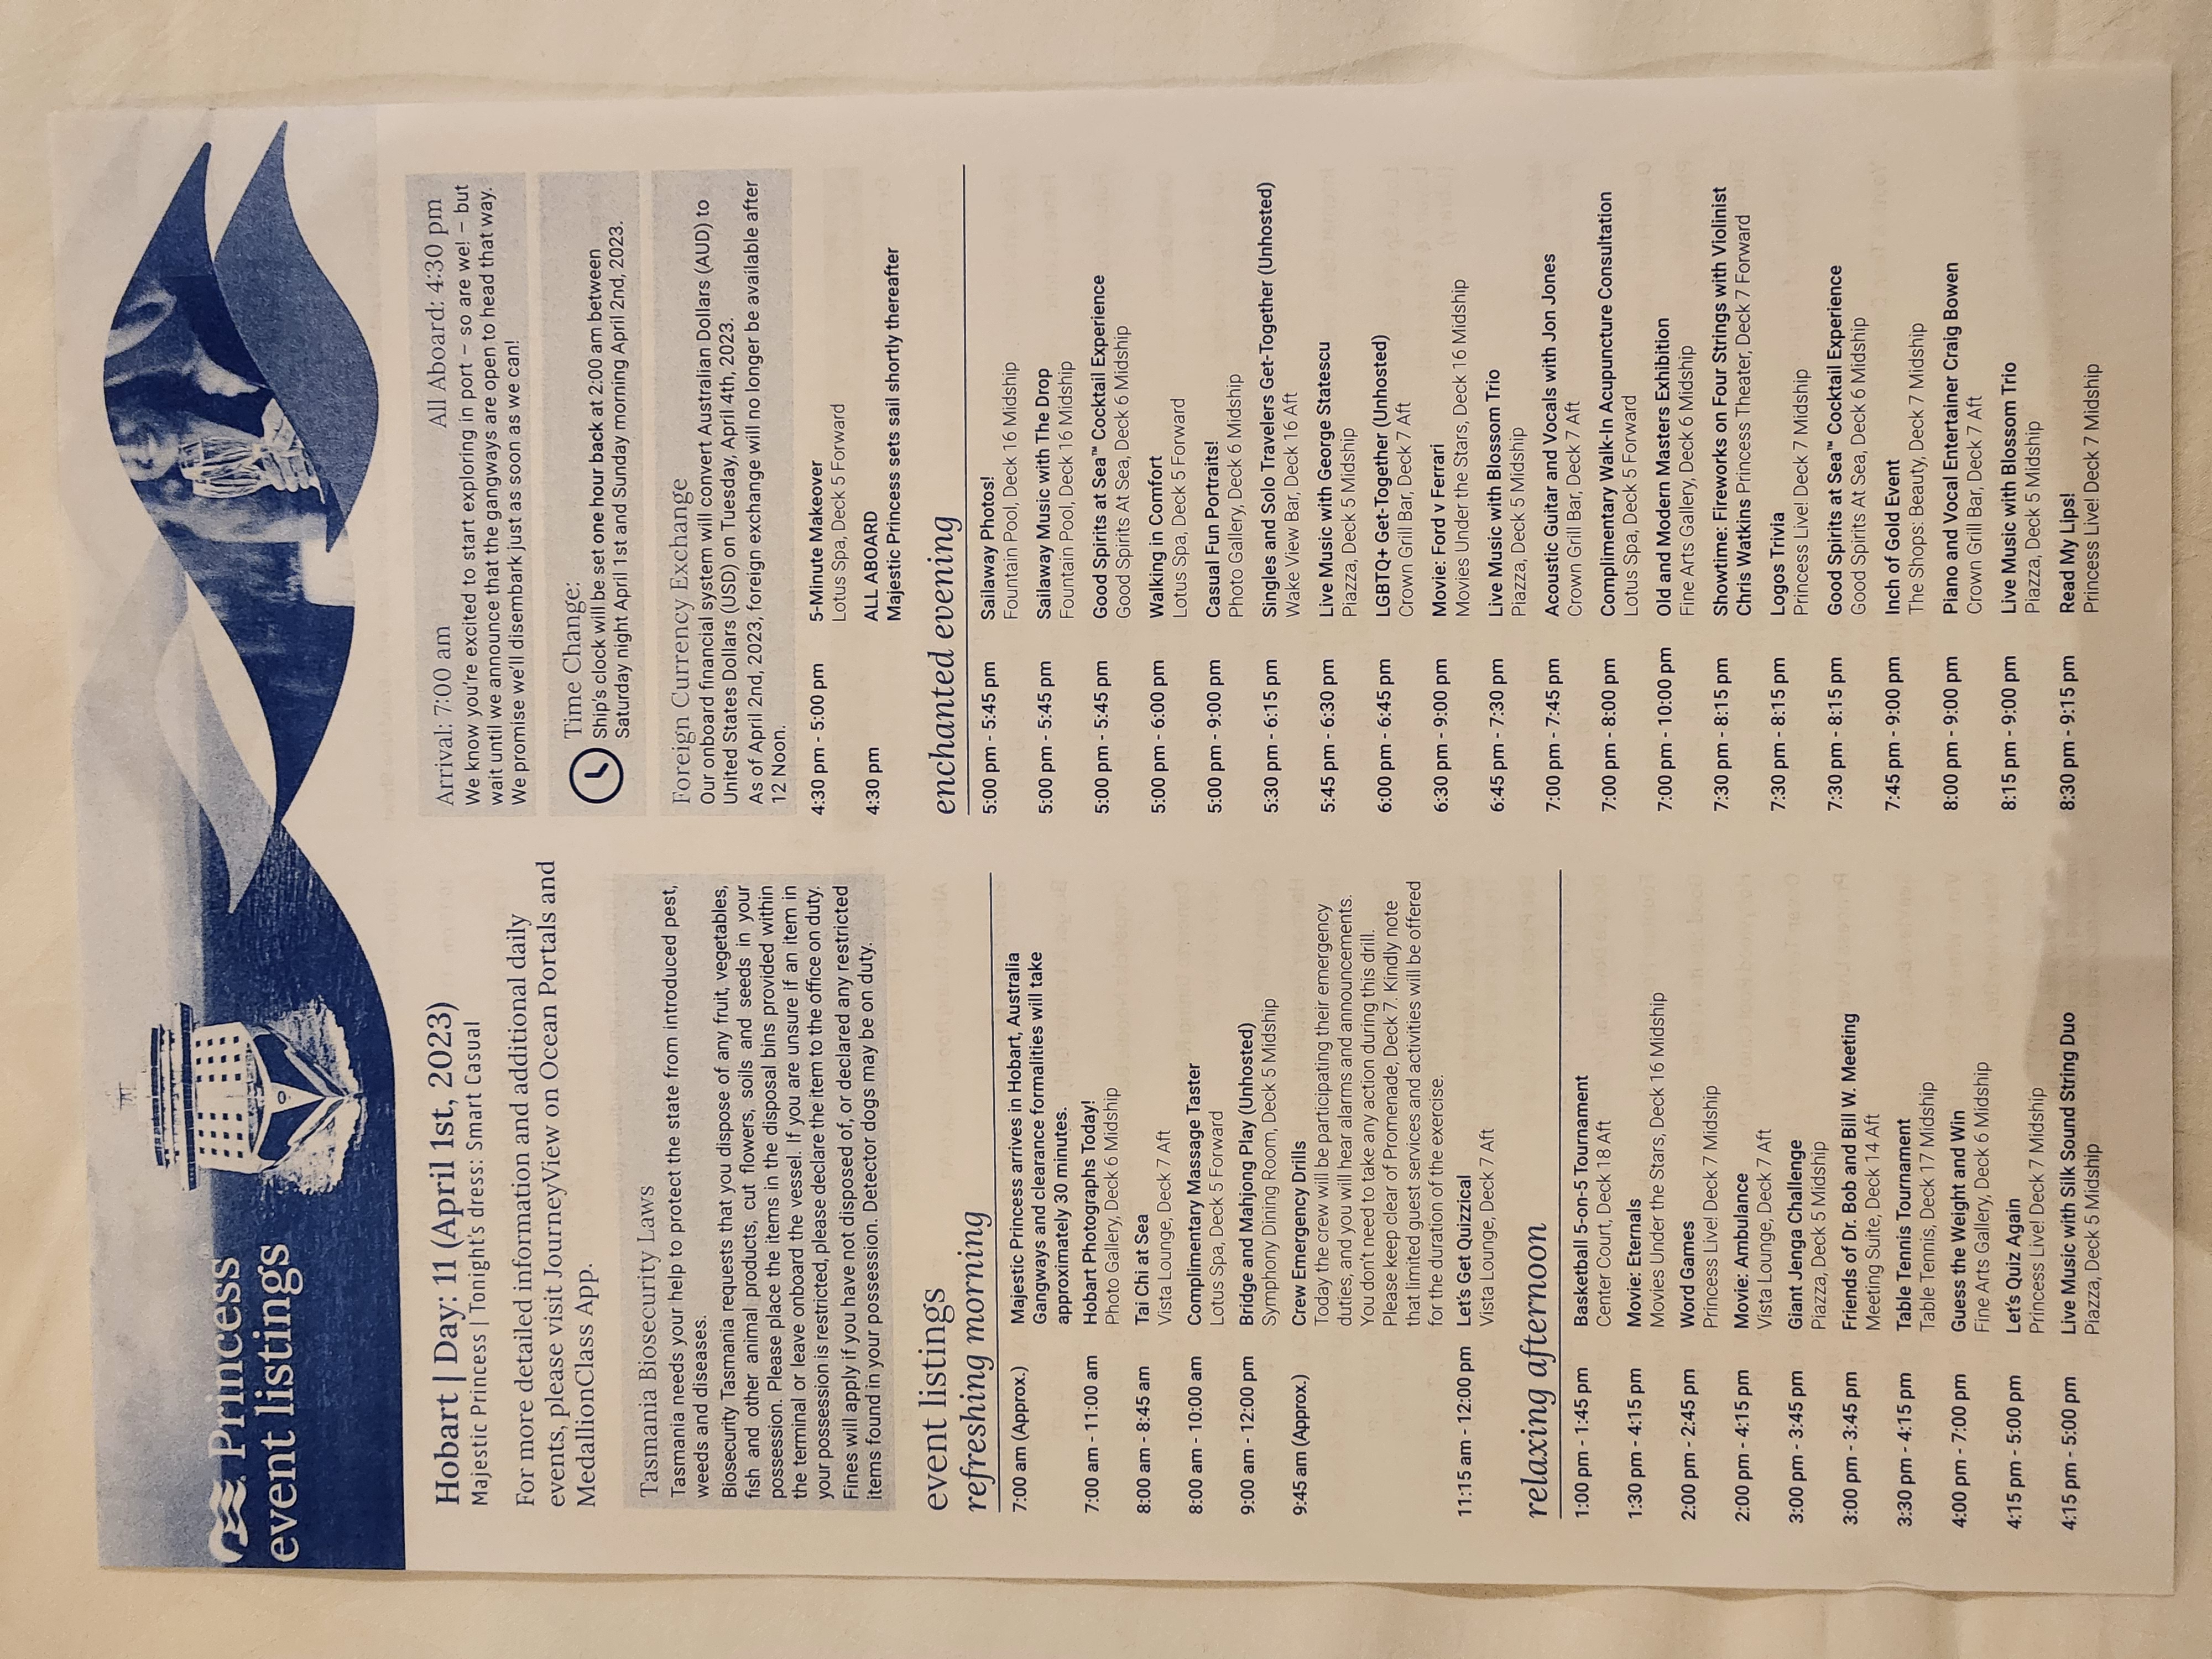 Princess
event listings
Hobart | Day: 11 (April 1st, 2023)
Majestic Princess | Tonight's dress: Smart Casual
For more detailed information and additional daily
events, please visit JourneyView on Ocean Portals and
MedallionClass App.
Tasmania Biosecurity Laws
Tasmania needs your help to protect the state from introduced pest,
weeds and diseases.
Biosecurity Tasmania requests that you dispose of any fruit, vegetables,
fish and other animal products, cut flowers, soils and seeds in your
possession. Please place the items in the disposal bins provided within
the terminal or leave onboard the vessel. If you are unsure if an item in
your possession is restricted, please declare the item to the office on duty.
Fines will apply if you have not disposed of, or declared any restricted
items found in your possession. Detector dogs may be on duty.
event listings
refreshing morning
7:00 am (Approx.) Majestic Princess arrives in Hobart, Australia
Gangways and clearance formalities will take
approximately 30 minutes.
7:00 am - 11:00 am Hobart Photographs Today!
Photo Gallery, Deck 6 Midship
8:00 am - 8:45 am Tai Chi at Sea
Vista Lounge, Deck 7 Aft
8:00 am - 10:00 am Complimentary Massage Taster
Lotus Spa, Deck 5 Forward
9:00 am - 12:00 pm Bridge and Mahjong Play (Unhosted)
Symphony Dining Room, Deck 5 Midship
9:45 am (Approx.) Crew Emergency Drills
Today the crew will be participating their emergency
duties, and you will hear alarms and announcements.
You don't need to take any action during this drill.
Please keep clear of Promenade, Deck 7. Kindly note
that limited guest services and activities will be offered
for the duration of the exercise.
11:15 am - 12:00 pm Let's Get Quizzical
Vista Lounge, Deck 7 Aft
relaxing afternoon
1:00 pm - 1:45 pm Basketball 5-on-5 Tournament
Center Court, Deck 18 Aft
1:30 pm - 4:15 pm Movie: Eternals
Movies Under the Stars, Deck 16 Midship
2:00 pm - 2:45 pm Word Games
Princess Live! Deck 7 Midship
2:00 pm - 4:15 pm Movie: Ambulance
Vista Lounge, Deck 7 Aft
3:00 pm - 3:45 pm Giant Jenga Challenge
Piazza, Deck 5 Midship
3:00 pm - 3:45 pm Friends of Dr. Bob and Bill W. Meeting
Meeting Suite, Deck 14 Aft
3:30 pm - 4:15 pm Table Tennis Tournament
Table Tennis, Deck 17 Midship
4:00 pm - 7:00 pm Guess the Weight and Win
Fine Arts Gallery, Deck 6 Midship
4:15 pm - 5:00 pm Let's Quiz Again
Princess Live! Deck 7 Midship
4:15 pm - 5:00 pm Live Music with Silk Sound String Duo
Piazza, Deck 5 Midship
Arrival: 7:00 am All Aboard: 4:30 pm
We know you're excited to start exploring in port – so are we! – but
wait until we announce that the gangways are open to head that way.
We promise we'll disembark just as soon as we can!
Time Change:
Ship's clock will be set one hour back at 2:00 am between
Saturday night April 1st and Sunday morning April 2nd, 2023.
Foreign Currency Exchange
Our onboard financial system will convert Australian Dollars (AUD) to
United States Dollars (USD) on Tuesday, April 4th, 2023.
As of April 2nd, 2023, foreign exchange will no longer be available after
12 Noon.
4:30 pm - 5:00 pm 5-Minute Makeover
Lotus Spa, Deck 5 Forward
4:30 pm ALL ABOARD
Majestic Princess sets sail shortly thereafter
enchanted evening
5:00 pm - 5:45 pm Sailaway Photos!
Fountain Pool, Deck 16 Midship
5:00 pm - 5:45 pm Sailaway Music with The Drop
Fountain Pool, Deck 16 Midship
5:00 pm - 5:45 pm Good Spirits at Sea™ Cocktail Experience
Good Spirits At Sea, Deck 6 Midship
5:00 pm - 6:00 pm Walking in Comfort
Lotus Spa, Deck 5 Forward
5:00 pm - 9:00 pm Casual Fun Portraits!
Photo Gallery, Deck 6 Midship
5:30 pm - 6:15 pm Singles and Solo Travelers Get-Together (Unhosted)
Wake View Bar, Deck 16 Aft
5:45 pm - 6:30 pm Live Music with George Statescu
Piazza, Deck 5 Midship
6:00 pm - 6:45 pm LGBTQ+ Get-Together (Unhosted)
Crown Grill Bar, Deck 7 Aft
6:30 pm - 9:00 pm Movie: Ford v Ferrari
Movies Under the Stars, Deck 16 Midship
6:45 pm - 7:30 pm Live Music with Blossom Trio
Piazza, Deck 5 Midship
7:00 pm - 7:45 pm Acoustic Guitar and Vocals with Jon Jones
Crown Grill Bar, Deck 7 Aft
7:00 pm - 8:00 pm Complimentary Walk-In Acupuncture Consultation
Lotus Spa, Deck 5 Forward
7:00 pm - 10:00 pm Old and Modern Masters Exhibition
Fine Arts Gallery, Deck 6 Midship
7:30 pm - 8:15 pm Showtime: Fireworks on Four Strings with Violinist
Chris Watkins Princess Theater, Deck 7 Forward
7:30 pm - 8:15 pm Logos Trivia
Princess Live! Deck 7 Midship
7:30 pm - 8:15 pm Good Spirits at Sea™ Cocktail Experience
Good Spirits At Sea, Deck 6 Midship
7:45 pm - 9:00 pm Inch of Gold Event
The Shops: Beauty, Deck 7 Midship
8:00 pm - 9:00 pm Piano and Vocal Entertainer Craig Bowen
Crown Grill Bar, Deck 7 Aft
8:15 pm - 9:00 pm Live Music with Blossom Trio
Piazza, Deck 5 Midship
8:30 pm - 9:15 pm Read My Lips!
Princess Live! Deck 7 Midship